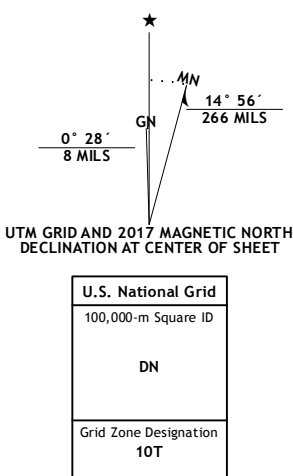 MN
GN
14° 56´
266 MILS
0° 28´
8 MILS
UTM GRID AND 2017 MAGNETIC NORTH
DECLINATION AT CENTER OF SHEET
U.S. National Grid
100,000-m Square ID
DN
Grid Zone Designation
10T